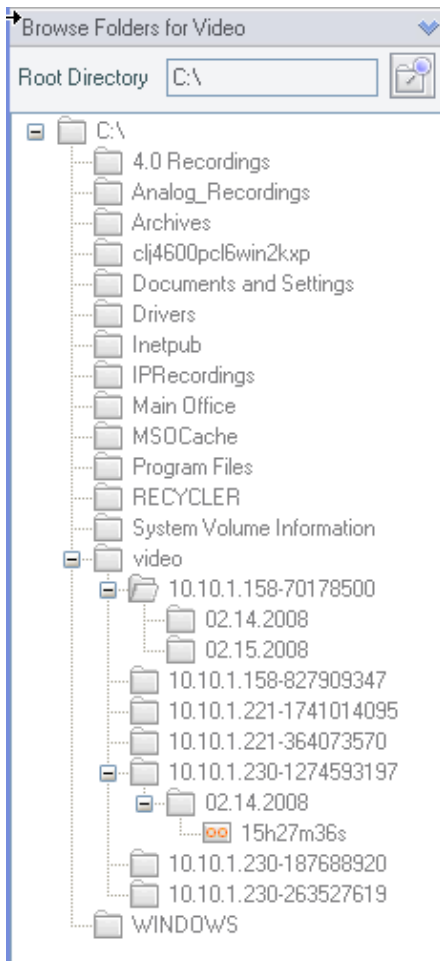 Browse Folders for Video
Root Directory C:\
C:\
4.0 Recordings
Analog_Recordings
Archives
clj4600pcl6win2kxp
Documents and Settings
Drivers
Inetpub
IPRecordings
Main Office
MSOCache
Program Files
RECYCLER
System Volume Information
video
10.10.1.158-70178500
02.14.2008
02.15.2008
10.10.1.158-827909347
10.10.1.221-1741014095
10.10.1.221-364073570
10.10.1.230-1274593197
02.14.2008
15h27m36s
10.10.1.230-187688920
10.10.1.230-263527619
WINDOWS